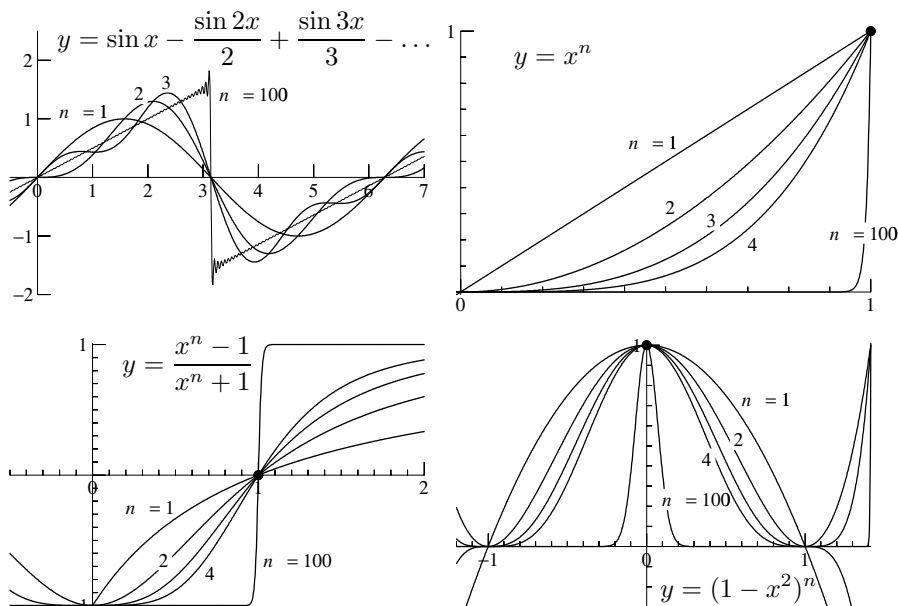 y = sin x − sin 2x / 2 + sin 3x / 3 − …
2
1
−1
−2
0 1 2 3 4 5 6 7
n = 1
2
3
n = 100
y = x^n
1
0
1
n = 1
2
3
4
n = 100
y = (x^n − 1) / (x^n + 1)
1
0 1 2
−1
n = 1
2
4
n = 100
1
−1 0 1
n = 1
2
4
n = 100
y = (1 − x²)^n